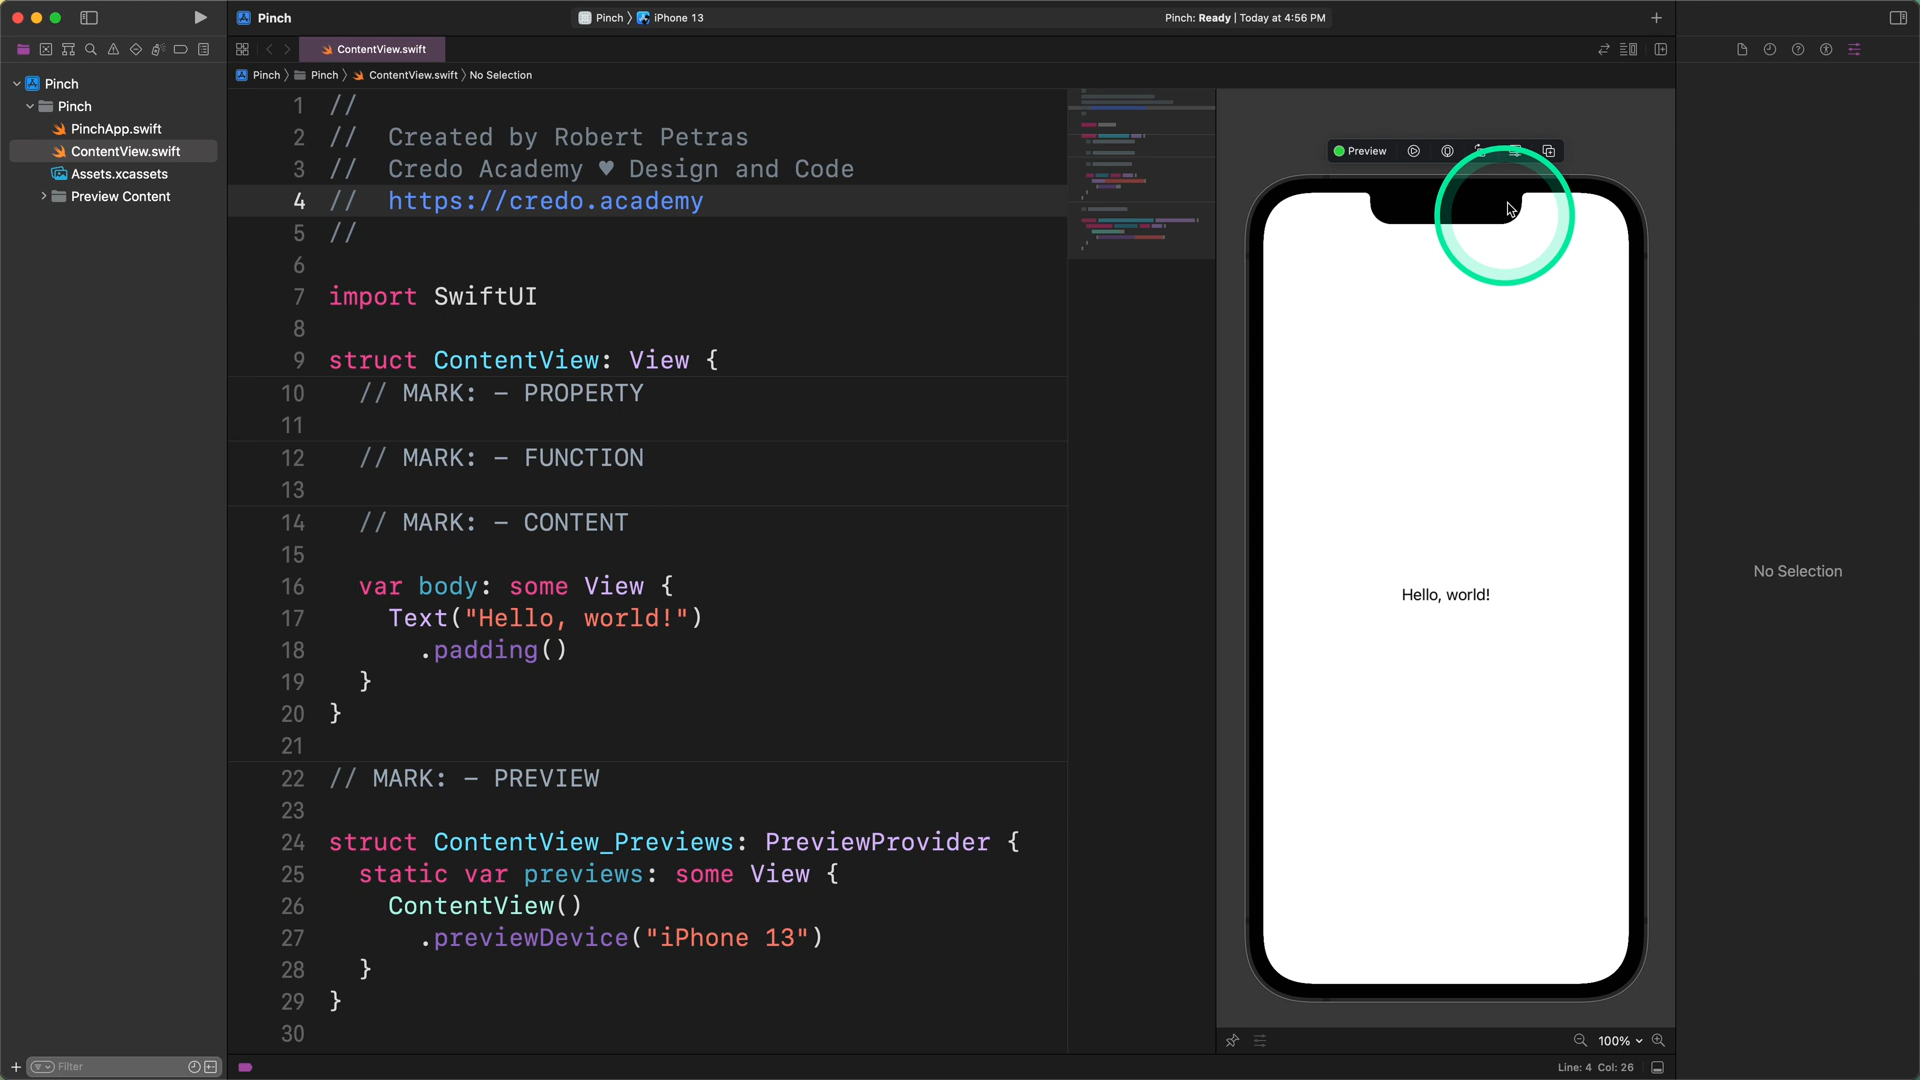 Pinch
Pinch 〉 iPhone 13
Pinch: Ready | Today at 4:56 PM
ContentView.swift
Pinch 〉 Pinch 〉 ContentView.swift 〉 No Selection
Pinch
Pinch
PinchApp.swift
ContentView.swift
Assets.xcassets
Preview Content
1 //
2 //  Created by Robert Petras
3 //  Credo Academy ♥ Design and Code
4 //  https://credo.academy
5 //
6
7 import SwiftUI
8
9 struct ContentView: View {
10   // MARK: – PROPERTY
11
12   // MARK: – FUNCTION
13
14   // MARK: – CONTENT
15
16   var body: some View {
17     Text("Hello, world!")
18       .padding()
19   }
20 }
21
22 // MARK: – PREVIEW
23
24 struct ContentView_Previews: PreviewProvider {
25   static var previews: some View {
26     ContentView()
27       .previewDevice("iPhone 13")
28   }
29 }
30
Preview
Hello, world!
No Selection
100%
Filter
Line: 4 Col: 26